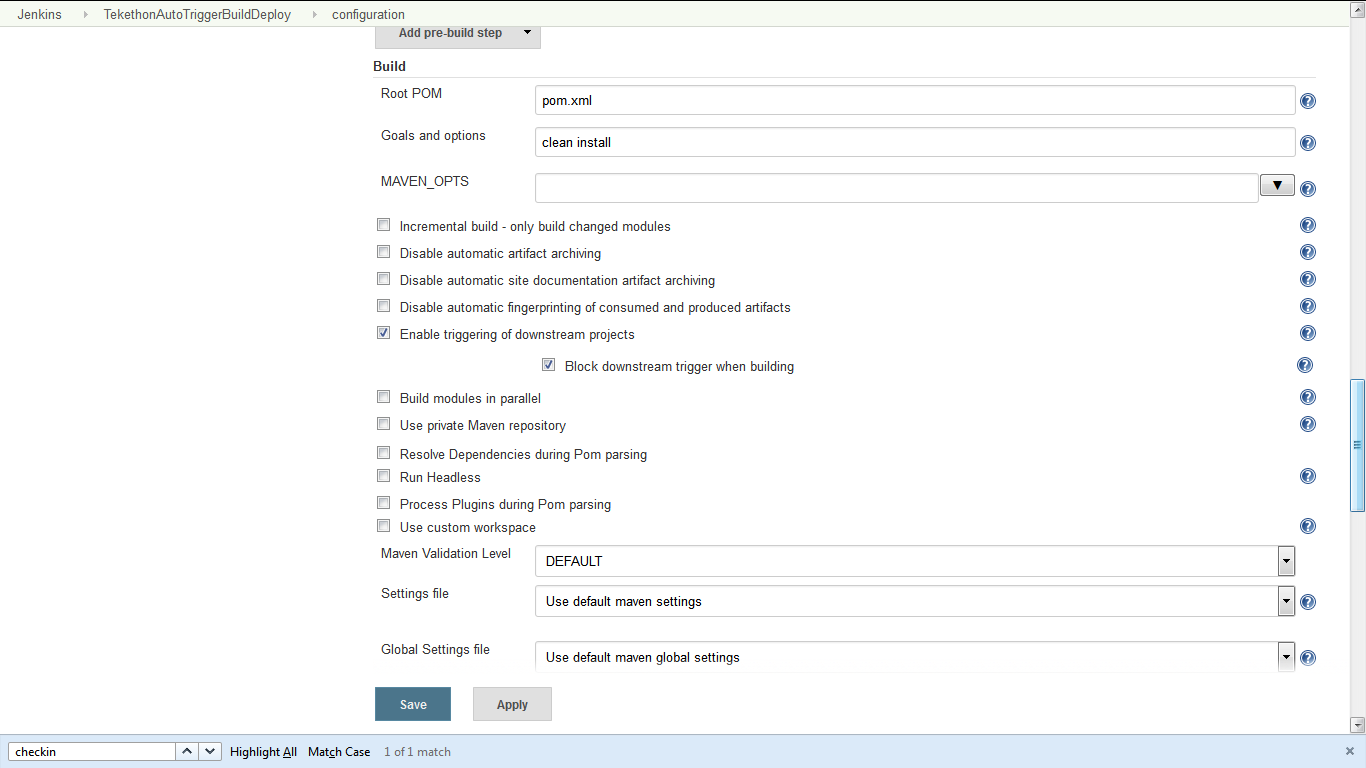 Jenkins TekethonAutoTriggerBuildDeploy configuration
Add pre-build step
Build
Root POM pom.xml
Goals and options clean install
MAVEN_OPTS
Incremental build - only build changed modules
Disable automatic artifact archiving
Disable automatic site documentation artifact archiving
Disable automatic fingerprinting of consumed and produced artifacts
Enable triggering of downstream projects
Block downstream trigger when building
Build modules in parallel
Use private Maven repository
Resolve Dependencies during Pom parsing
Run Headless
Process Plugins during Pom parsing
Use custom workspace
Maven Validation Level DEFAULT
Settings file Use default maven settings
Global Settings file Use default maven global settings
Save Apply
checkin Highlight All Match Case 1 of 1 match